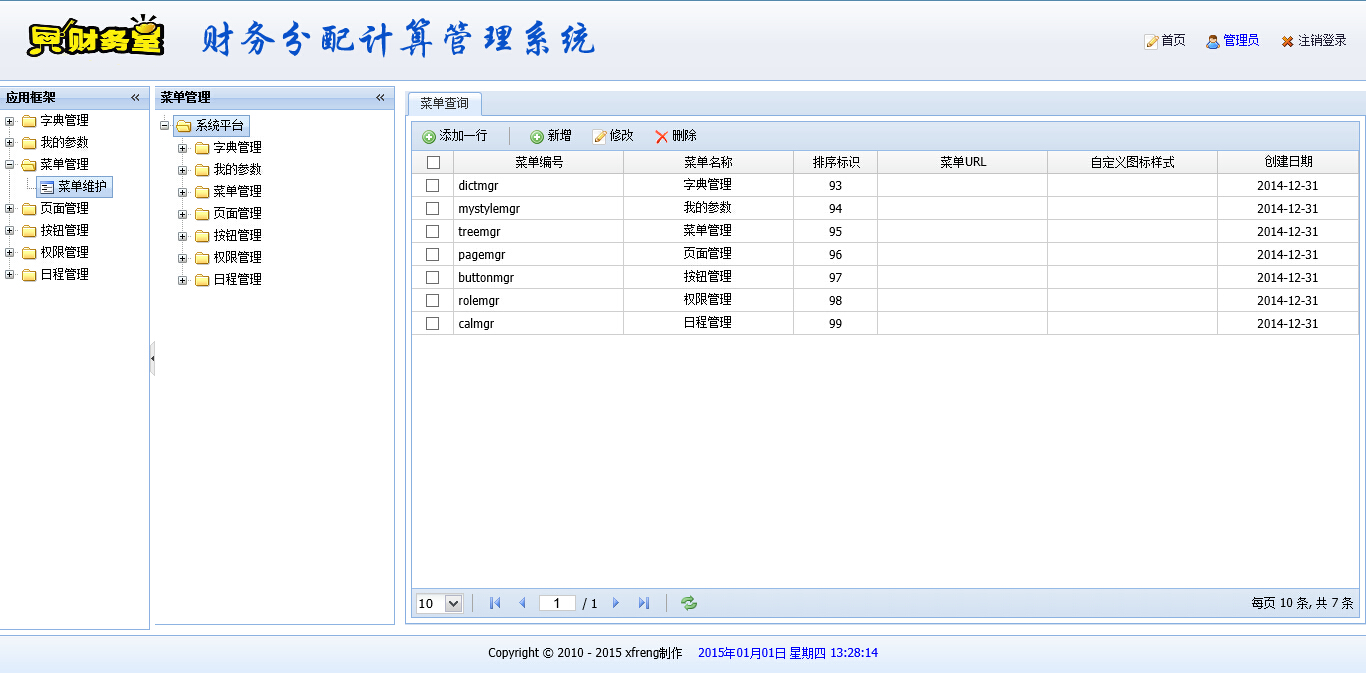 贝财务堂 财务分配计算管理系统
首页 管理员 注销登录
应用框架
字典管理
我的参数
菜单管理
菜单维护
页面管理
按钮管理
权限管理
日程管理
菜单管理
系统平台
字典管理
我的参数
菜单管理
页面管理
按钮管理
权限管理
日程管理
菜单查询
添加一行 新增 修改 删除
菜单编号 菜单名称 排序标识 菜单URL 自定义图标样式 创建日期
dictmgr 字典管理 93 2014-12-31
mystylemgr 我的参数 94 2014-12-31
treemgr 菜单管理 95 2014-12-31
pagemgr 页面管理 96 2014-12-31
buttonmgr 按钮管理 97 2014-12-31
rolemgr 权限管理 98 2014-12-31
calmgr 日程管理 99 2014-12-31
10 1 / 1 每页 10 条, 共 7 条
Copyright © 2010 - 2015 xfreng制作 2015年01月01日 星期四 13:28:14